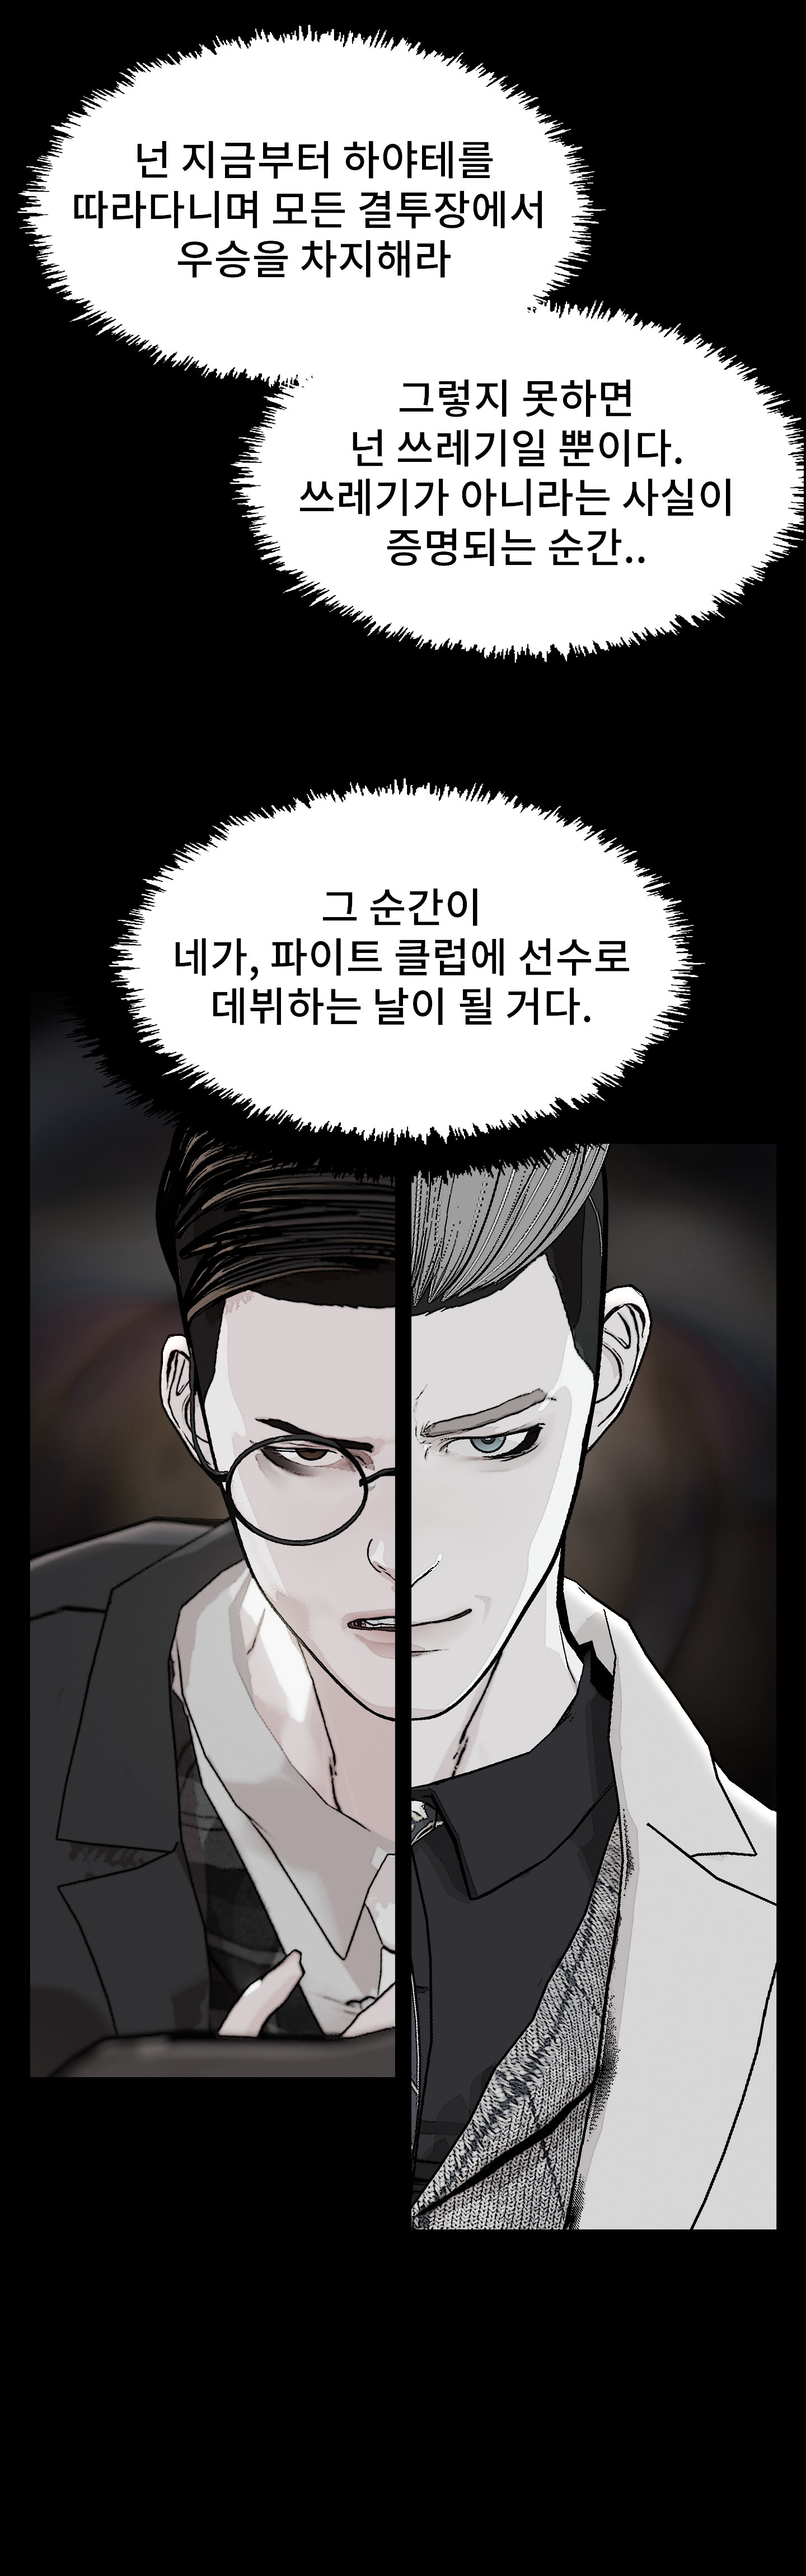 넌 지금부터 하야테를
따라다니며 모든 결투장에서
우승을 차지해라
그렇지 못하면
넌 쓰레기일 뿐이다.
쓰레기가 아니라는 사실이
증명되는 순간..
그 순간이
네가, 파이트 클럽에 선수로
데뷔하는 날이 될 거다.